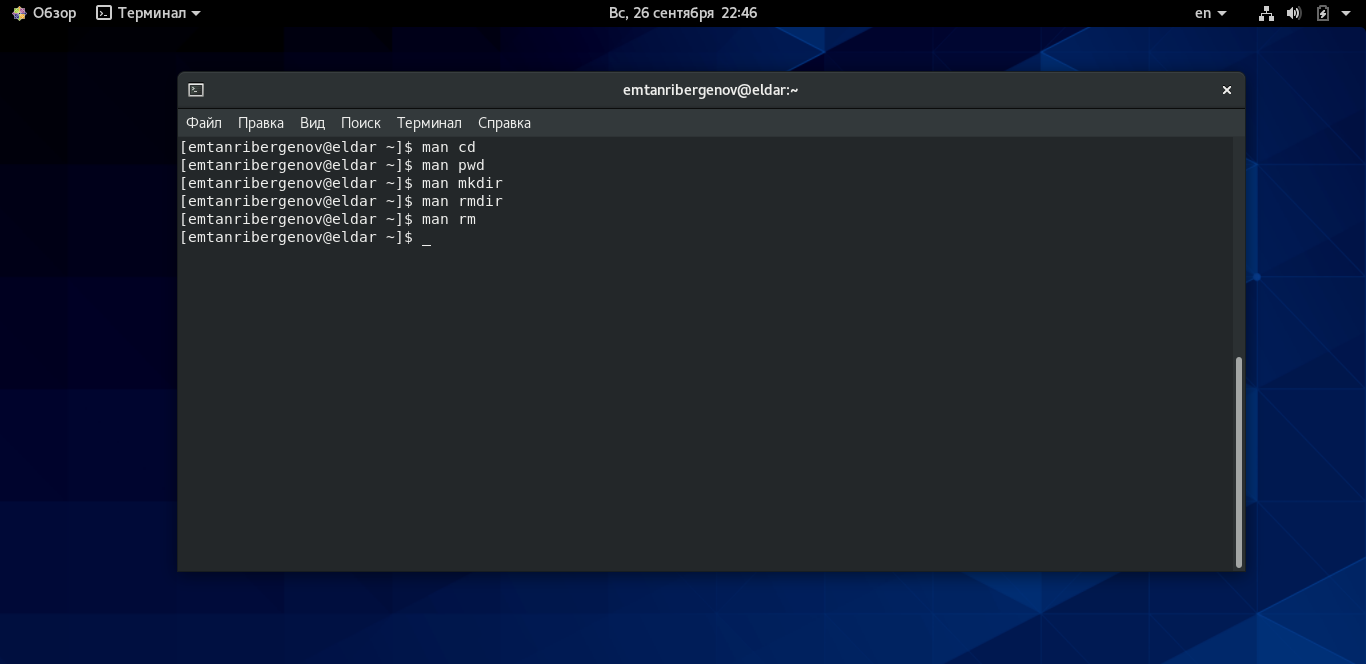 Обзор Терминал Вс, 26 сентября 22:46 en
emtanribergenov@eldar:~
Файл Правка Вид Поиск Терминал Справка
[emtanribergenov@eldar ~]$ man cd
[emtanribergenov@eldar ~]$ man pwd
[emtanribergenov@eldar ~]$ man mkdir
[emtanribergenov@eldar ~]$ man rmdir
[emtanribergenov@eldar ~]$ man rm
[emtanribergenov@eldar ~]$ _